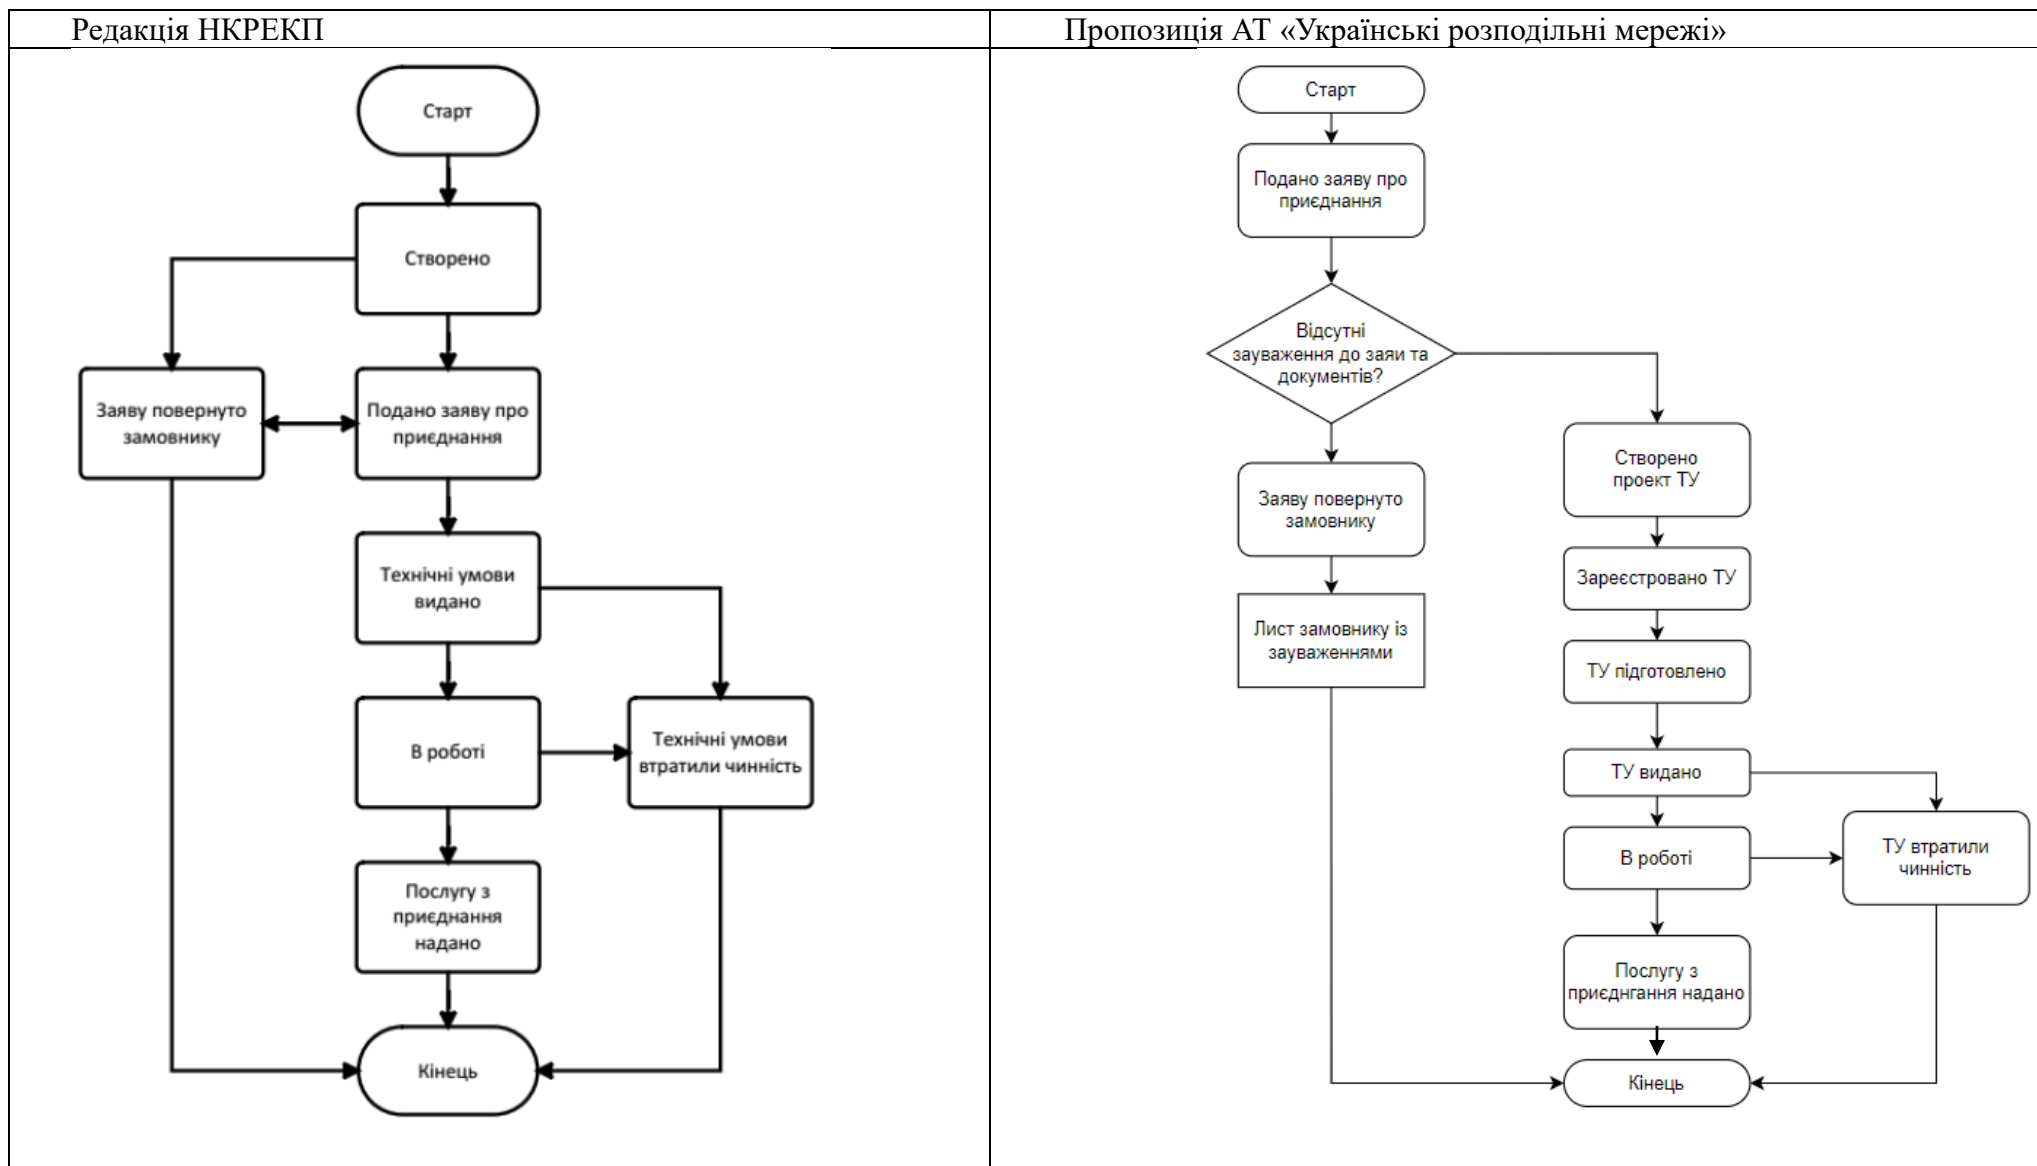 Редакція НКРЕКП
Пропозиція АТ «Українські розподільні мережі»
Старт
Створено
Заяву повернуто
замовнику
Подано заяву про
приєднання
Технічні умови
видано
В роботі
Технічні умови
втратили чинність
Послугу з
приєднання
надано
Кінець
Старт
Подано заяву про
приєднання
Відсутні
зауваження до заяи та
документів?
Заяву повернуто
замовнику
Лист замовнику із
зауваженнями
Створено
проект ТУ
Зареєстровано ТУ
ТУ підготовлено
ТУ видано
В роботі
ТУ втратили
чинність
Послугу з
приєднгання надано
Кінець